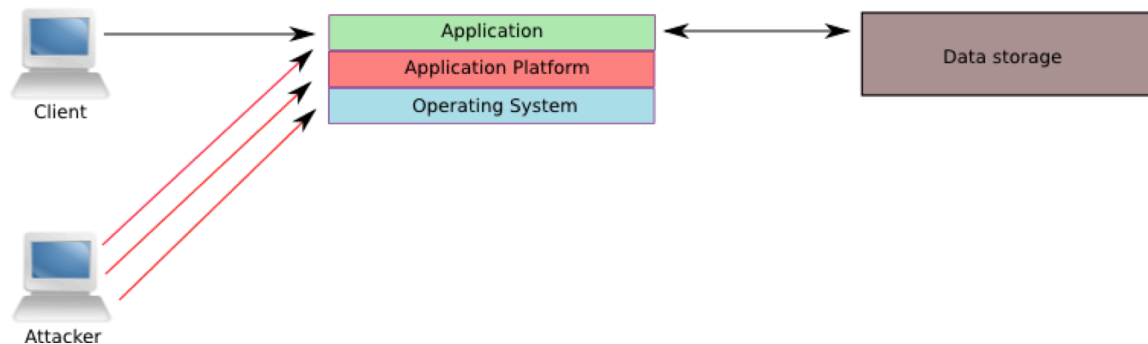 Client
Application
Application Platform
Operating System
Data storage
Attacker